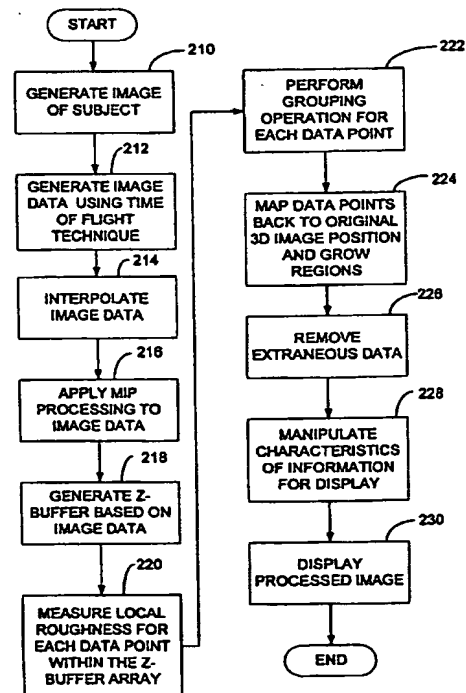 START
210
GENERATE IMAGE
OF SUBJECT
212
GENERATE IMAGE
DATA USING TIME
OF FLIGHT
TECHNIQUE
214
INTERPOLATE
IMAGE DATA
216
APPLY MIP
PROCESSING TO
IMAGE DATA
218
GENERATE Z-
BUFFER BASED ON
IMAGE DATA
220
MEASURE LOCAL
ROUGHNESS FOR
EACH DATA POINT
WITHIN THE Z-
BUFFER ARRAY
222
PERFORM
GROUPING
OPERATION FOR
EACH DATA POINT
224
MAP DATA POINTS
BACK TO ORIGINAL
3D IMAGE POSITION
AND GROW
REGIONS
226
REMOVE
EXTRANEOUS DATA
228
MANIPULATE
CHARACTERISTICS
OF INFORMATION
FOR DISPLAY
230
DISPLAY
PROCESSED IMAGE
END